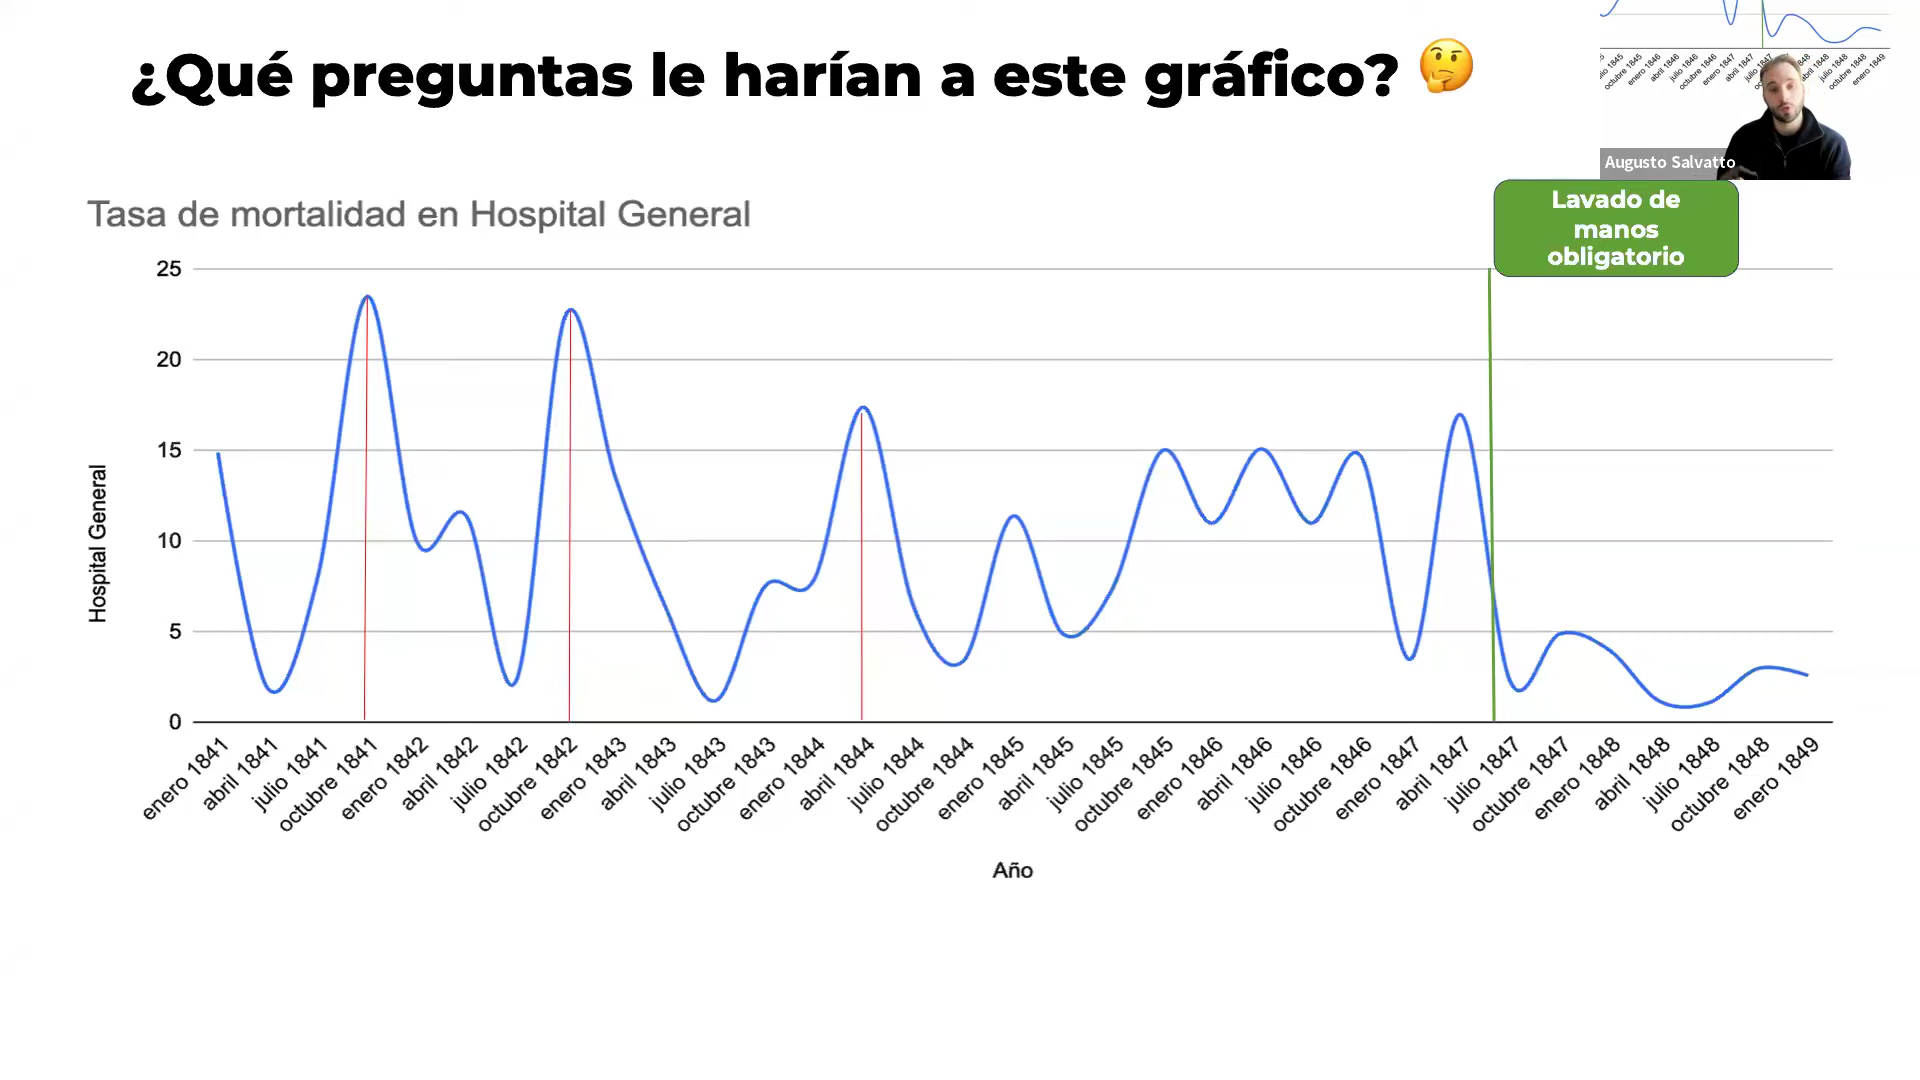 ¿Qué preguntas le harían a este gráfico? 🤔
Augusto Salvatto
Lavado de
manos
obligatorio
Tasa de mortalidad en Hospital General
Hospital General
25
20
15
10
5
0
enero 1841
abril 1841
julio 1841
octubre 1841
enero 1842
abril 1842
julio 1842
octubre 1842
enero 1843
abril 1843
julio 1843
octubre 1843
enero 1844
abril 1844
julio 1844
octubre 1844
enero 1845
abril 1845
julio 1845
octubre 1845
enero 1846
abril 1846
julio 1846
octubre 1846
enero 1847
abril 1847
julio 1847
octubre 1847
enero 1848
abril 1848
julio 1848
octubre 1848
enero 1849
Año